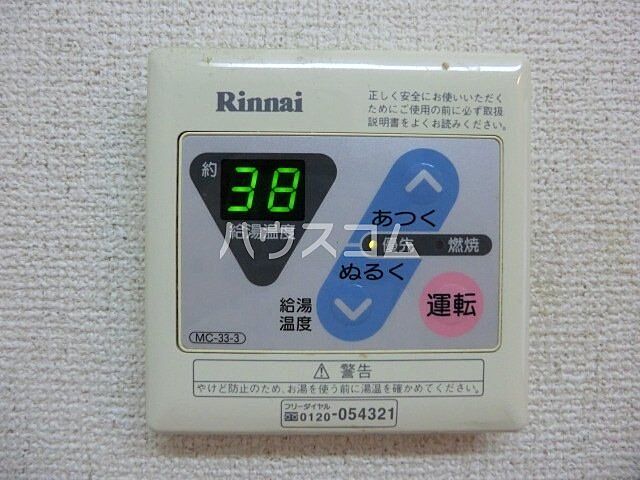 Rinnai
正しく安全にお使いいただく
ためにご使用の前に必ず取扱
説明書をよくお読みください。
約
38
給湯温度
あつく
優先
燃焼
ぬるく
給湯
温度
運転
MC-33-3
ハウスコム
⚠ 警告
やけど防止のため、お湯を使う前に湯温を確かめてください。
フリーダイヤル
0120-054321